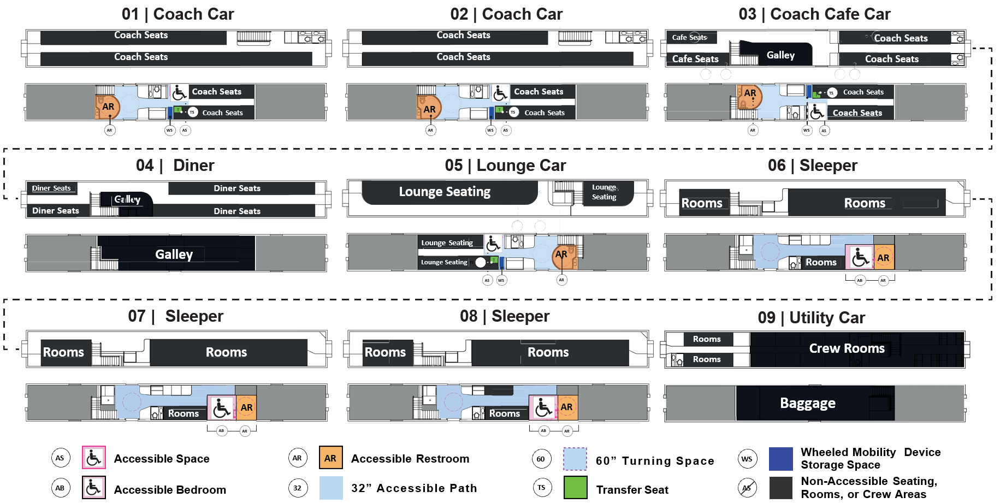 01 | Coach Car
02 | Coach Car
03 | Coach Cafe Car
Coach Seats
Coach Seats
Coach Seats
Coach Seats
Cafe Seats
Coach Seats
Galley
Cafe Seats
Coach Seats
AR
Coach Seats
T
TS
Coach Seats
AR
WS
AS
AR
Coach Seats
T
TS
Coach Seats
AR
WS
AS
AR
TS
Coach Seats
Coach Seats
AR
WS
AS
04 | Diner
05 | Lounge Car
06 | Sleeper
Diner Seats
Diner Seats
Galley
Diner Seats
Diner Seats
Lounge Seating
Lounge
Seating
Rooms
Rooms
Galley
Lounge Seating
Lounge Seating
TS
T
AR
AS
WS
AR
Rooms
AR
AB
AR
07 | Sleeper
08 | Sleeper
09 | Utility Car
Rooms
Rooms
Rooms
Rooms
Rooms
Rooms
Crew Rooms
Rooms
AR
AB
AR
Rooms
AR
AB
AR
Baggage
AS
Accessible Space
AR
AR
Accessible Restroom
60
60” Turning Space
WS
Wheeled Mobility Device
Storage Space
AB
Accessible Bedroom
32
32” Accessible Path
TS
Transfer Seat
AS
Non-Accessible Seating,
Rooms, or Crew Areas